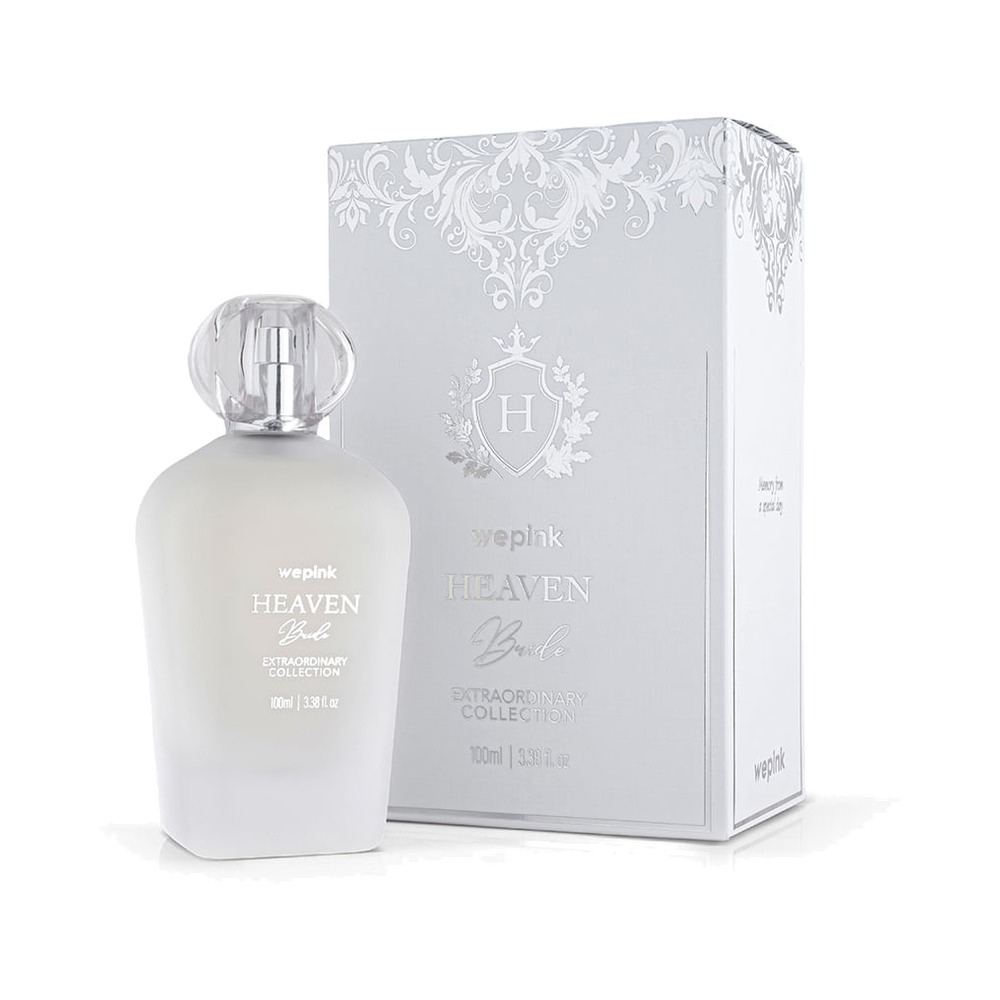 wepink
HEAVEN
Bride
EXTRAORDINARY
COLLECTION
100ml | 3.38 fl. oz
H
wepink
HEAVEN
Bride
EXTRAORDINARY
COLLECTION
100ml | 3.38 fl. oz
Memory from
a special day
wepink